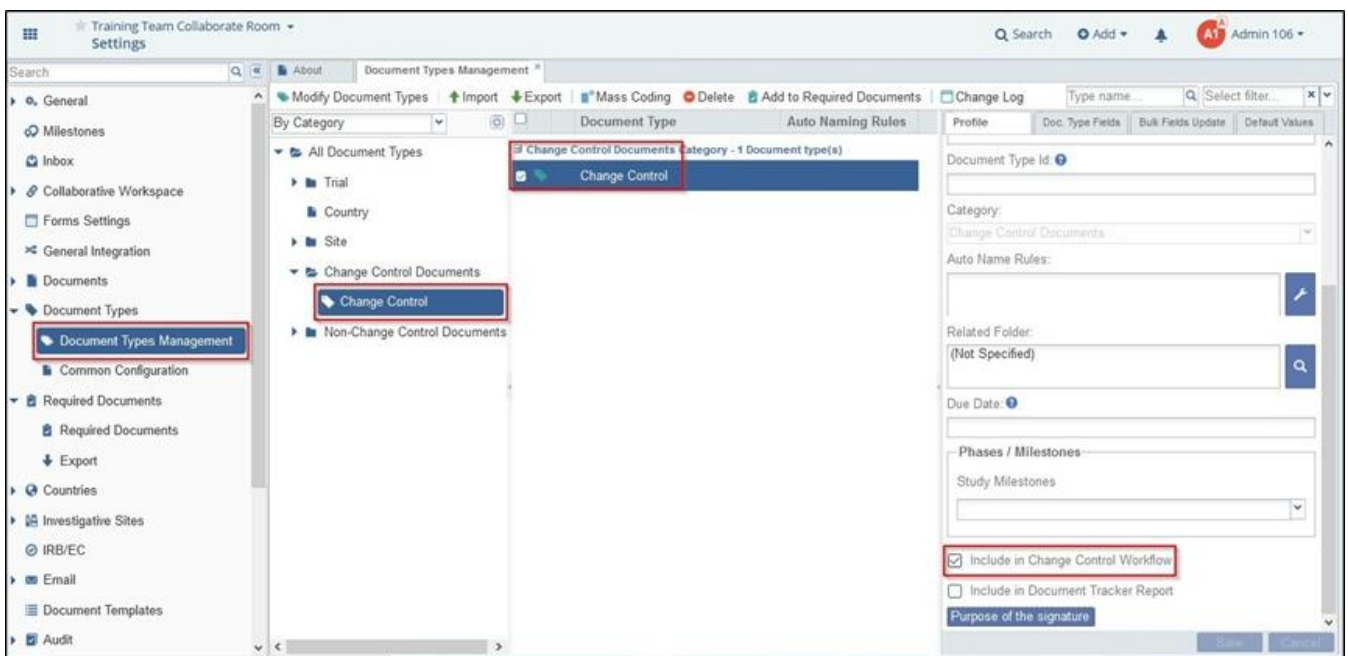 Training Team Collaborate Room
Settings
Search
Add
A
A1
Admin 106
Search
About
Document Types Management
General
Milestones
Inbox
Collaborative Workspace
Forms Settings
General Integration
Documents
Document Types
Document Types Management
Common Configuration
Required Documents
Required Documents
Export
Countries
Investigative Sites
IRB/EC
Email
Document Templates
Audit
Modify Document Types
Import
Export
Mass Coding
Delete
Add to Required Documents
Change Log
Type name...
Select filter...
By Category
All Document Types
Trial
Country
Site
Change Control Documents
Change Control
Non-Change Control Documents
Document Type
Auto Naming Rules
Change Control Documents Category - 1 Document type(s)
Change Control
Profile
Doc. Type Fields
Bulk Fields Update
Default Values
Document Type Id:
Category:
Change Control Documents
Auto Name Rules:
Related Folder:
(Not Specified)
Due Date:
Phases / Milestones
Study Milestones
Include in Change Control Workflow
Include in Document Tracker Report
Purpose of the signature
Save
Cancel